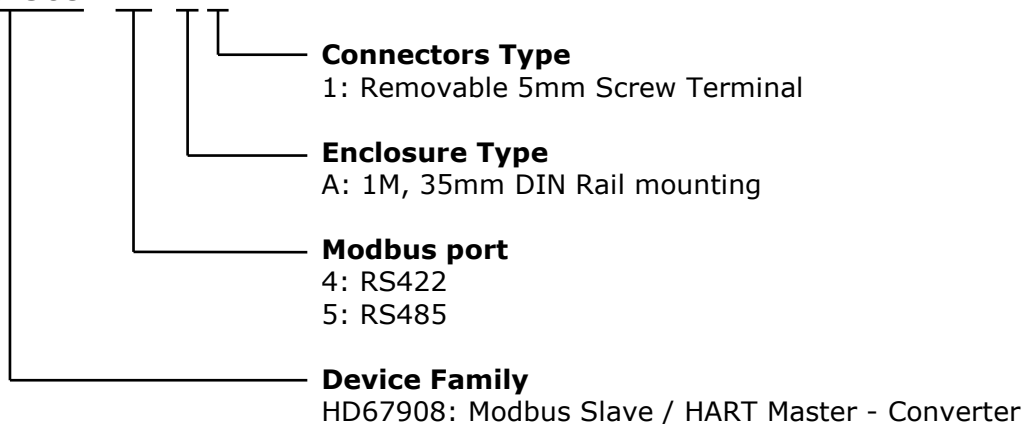 Connectors Type
1: Removable 5mm Screw Terminal
Enclosure Type
A: 1M, 35mm DIN Rail mounting
Modbus port
4: RS422
5: RS485
Device Family
HD67908: Modbus Slave / HART Master - Converter